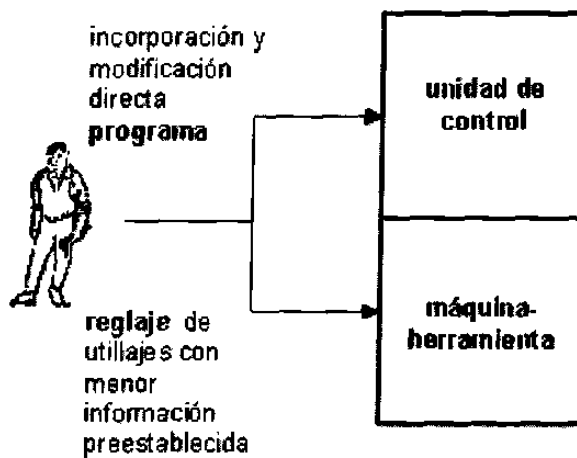 incorporación y
modificación
directa
programa
unidad de
control
reglaje de
utillajes con
menor
información
preestablecida
máquina-
herramienta